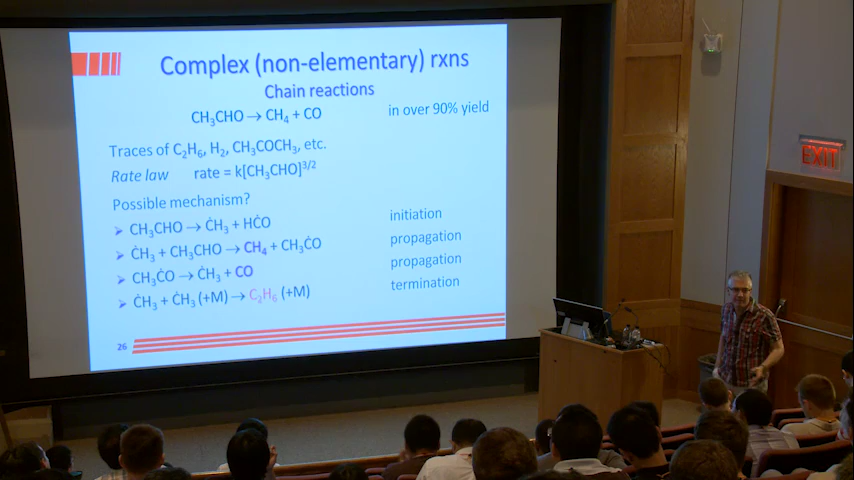 Complex (non-elementary) rxns
Chain reactions
CH₃CHO → CH₄ + CO in over 90% yield
Traces of C₂H₆, H₂, CH₃COCH₃, etc.
Rate law rate = k[CH₃CHO]³ᐟ²
Possible mechanism?
➢ CH₃CHO → ĊH₃ + HĊO initiation
➢ ĊH₃ + CH₃CHO → CH₄ + CH₃ĊO propagation
➢ CH₃ĊO → ĊH₃ + CO propagation
➢ ĊH₃ + ĊH₃ (+M) → C₂H₆ (+M) termination
26
EXIT